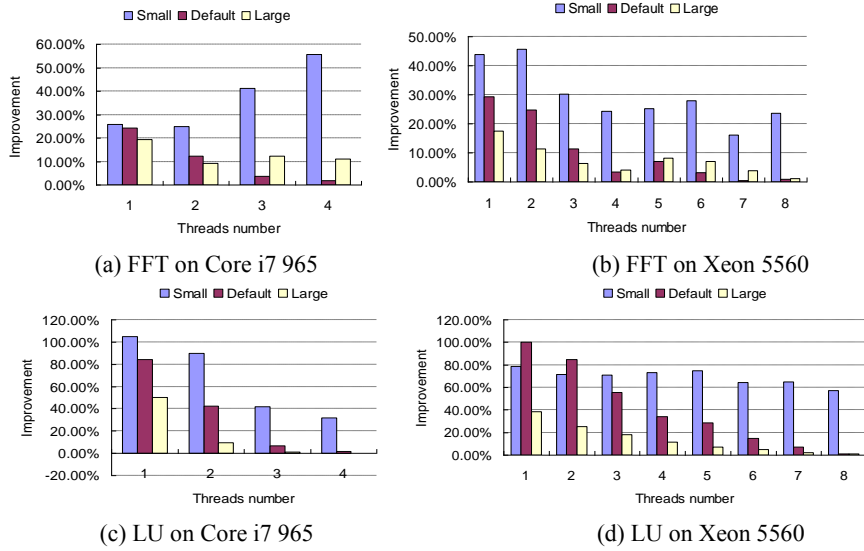 Small Default Large
60.00%
50.00%
40.00%
30.00%
20.00%
10.00%
0.00%
Improvement
1 2 3 4
Threads number
(a) FFT on Core i7 965
Small Default Large
50.00%
40.00%
30.00%
20.00%
10.00%
0.00%
Improvement
1 2 3 4 5 6 7 8
Threads number
(b) FFT on Xeon 5560
Small Default Large
120.00%
100.00%
80.00%
60.00%
40.00%
20.00%
0.00%
-20.00%
Improvement
1 2 3 4
Threads number
(c) LU on Core i7 965
Small Default Large
120.00%
100.00%
80.00%
60.00%
40.00%
20.00%
0.00%
Improvement
1 2 3 4 5 6 7 8
Threads number
(d) LU on Xeon 5560